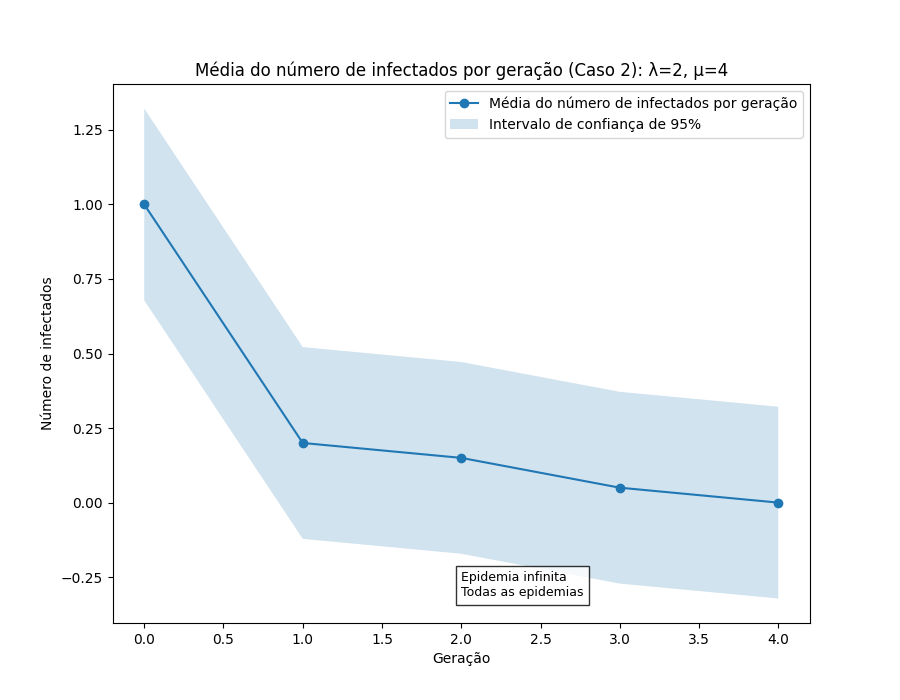 Média do número de infectados por geração (Caso 2): λ=2, μ=4
Média do número de infectados por geração
Intervalo de confiança de 95%
1.25
1.00
0.75
0.50
0.25
0.00
−0.25
Número de infectados
Epidemia infinita
Todas as epidemias
0.0 0.5 1.0 1.5 2.0 2.5 3.0 3.5 4.0
Geração